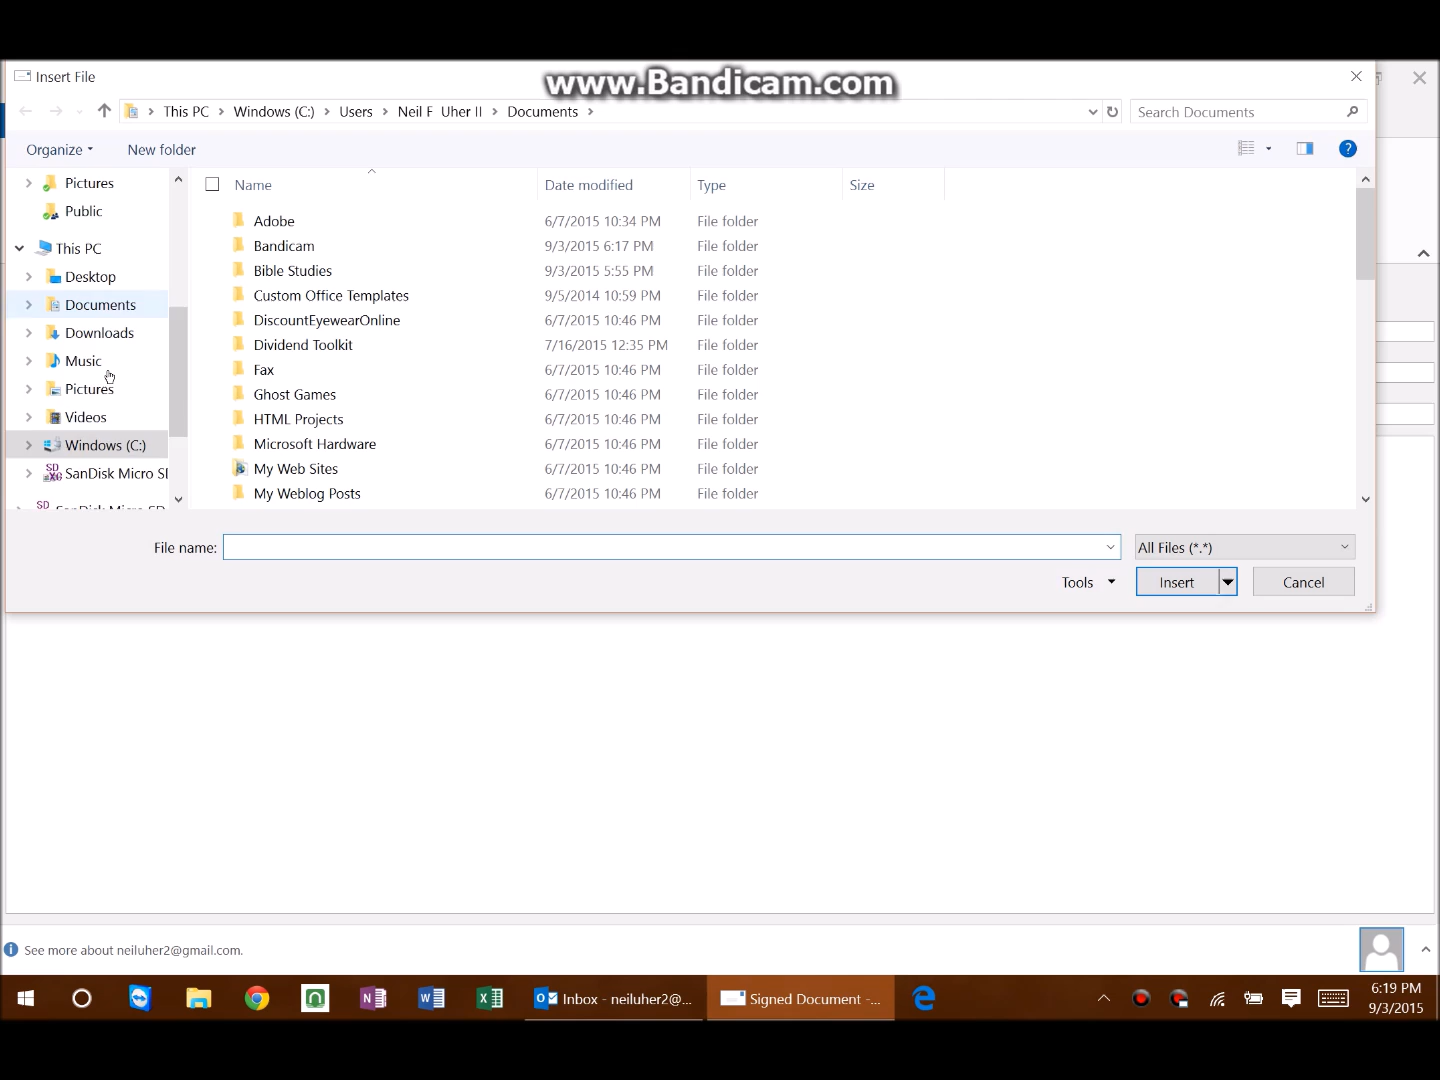 Insert File
www.Bandicam.com
This PC > Windows (C:) > Users > Neil F Uher II > Documents >
Search Documents
Organize
New folder
Pictures
Public
This PC
Desktop
Documents
Downloads
Music
Pictures
Videos
Windows (C:)
SanDisk Micro SI
Name Date modified Type Size
Adobe 6/7/2015 10:34 PM File folder
Bandicam 9/3/2015 6:17 PM File folder
Bible Studies 9/3/2015 5:55 PM File folder
Custom Office Templates 9/5/2014 10:59 PM File folder
DiscountEyewearOnline 6/7/2015 10:46 PM File folder
Dividend Toolkit 7/16/2015 12:35 PM File folder
Fax 6/7/2015 10:46 PM File folder
Ghost Games 6/7/2015 10:46 PM File folder
HTML Projects 6/7/2015 10:46 PM File folder
Microsoft Hardware 6/7/2015 10:46 PM File folder
My Web Sites 6/7/2015 10:46 PM File folder
My Weblog Posts 6/7/2015 10:46 PM File folder
File name:
All Files (*.*)
Tools
Insert
Cancel
See more about neiluher2@gmail.com.
Inbox - neiluher2@...
Signed Document -...
6:19 PM
9/3/2015